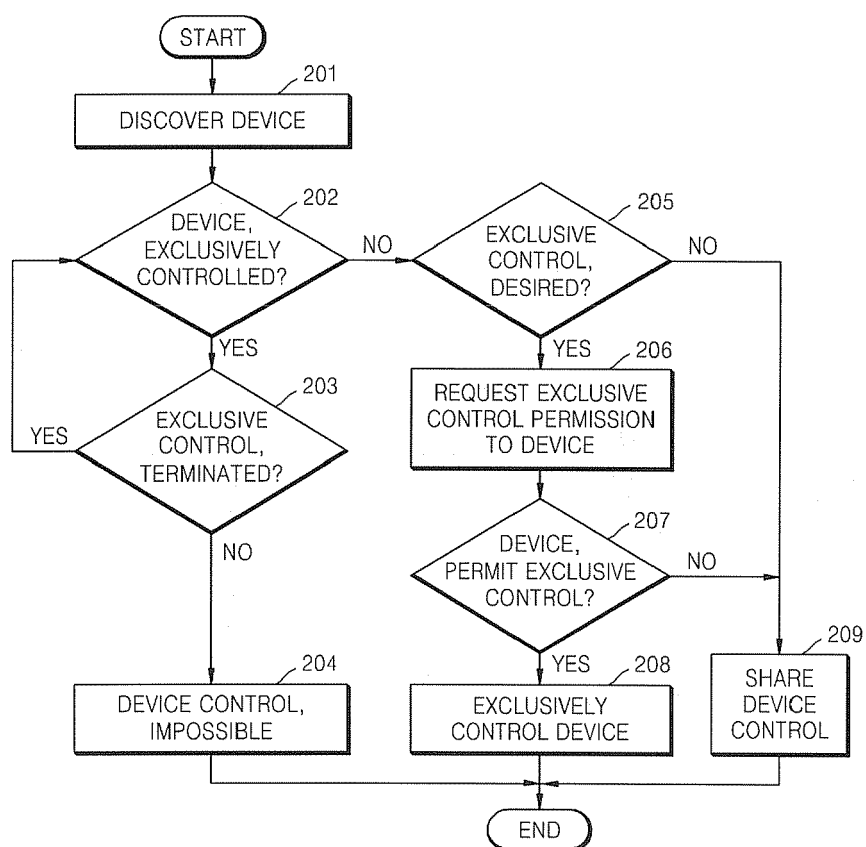 START
201
DISCOVER DEVICE
202
DEVICE,
EXCLUSIVELY
CONTROLLED?
NO
YES
205
EXCLUSIVE
CONTROL,
DESIRED?
NO
YES
203
EXCLUSIVE
CONTROL,
TERMINATED?
YES
NO
206
REQUEST EXCLUSIVE
CONTROL PERMISSION
TO DEVICE
207
DEVICE,
PERMIT EXCLUSIVE
CONTROL?
NO
YES
204
DEVICE CONTROL,
IMPOSSIBLE
208
EXCLUSIVELY
CONTROL DEVICE
209
SHARE
DEVICE
CONTROL
END